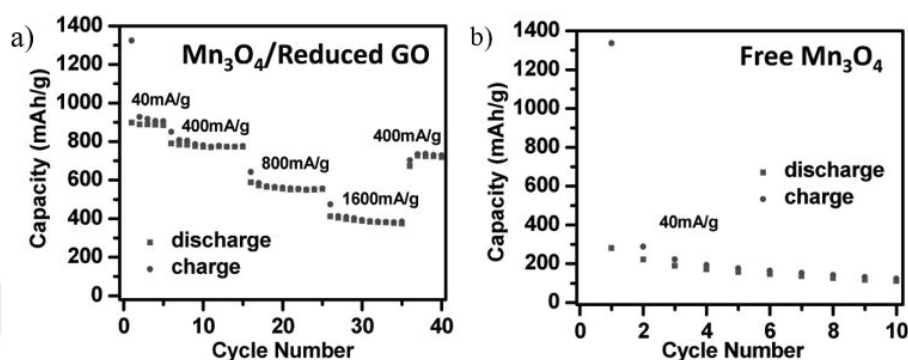 a)
Mn₃O₄/Reduced GO
Capacity (mAh/g)
1400
1200
1000
800
600
400
200
0
40mA/g
400mA/g
800mA/g
1600mA/g
400mA/g
discharge
charge
0 10 20 30 40
Cycle Number
b)
Free Mn₃O₄
Capacity (mAh/g)
1400
1200
1000
800
600
400
200
0
discharge
charge
40mA/g
0 2 4 6 8 10
Cycle Number